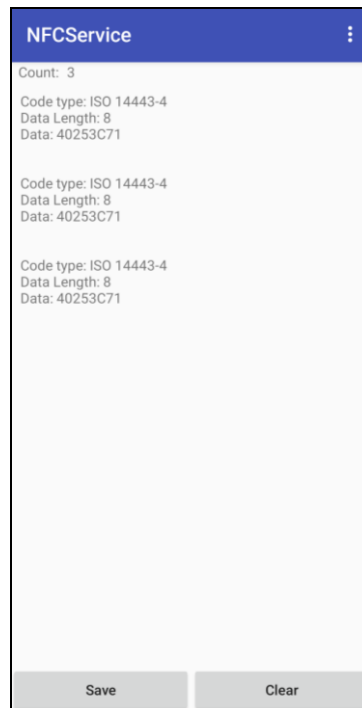 NFCService
Count: 3
Code type: ISO 14443-4
Data Length: 8
Data: 40253C71
Code type: ISO 14443-4
Data Length: 8
Data: 40253C71
Code type: ISO 14443-4
Data Length: 8
Data: 40253C71
Save
Clear